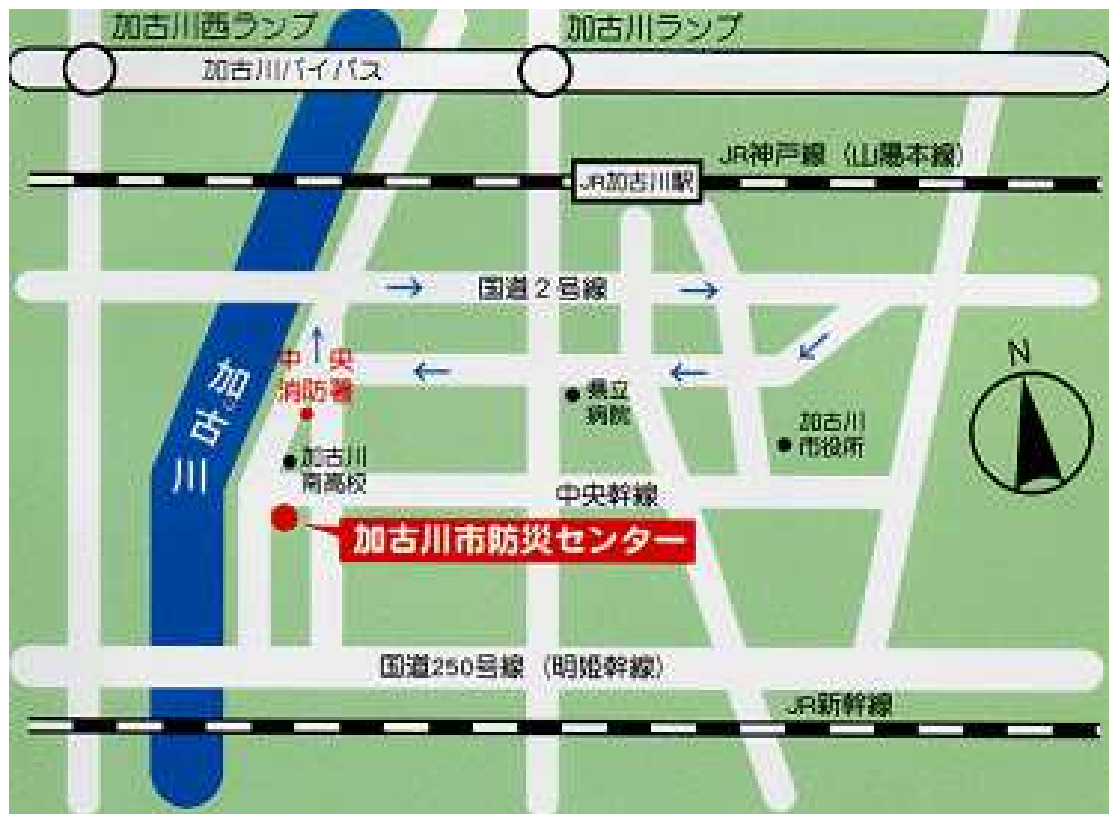 加古川西ランプ
加古川ランプ
加古川バイパス
JR神戸線（山陽本線）
JR加古川駅
国道2号線
→
→
↑
←
←
←
N
中央
消防署
加古川
県立
病院
加古川
市役所
加古川
南高校
中央幹線
加古川市防災センター
国道250号線（明姫幹線）
JR新幹線